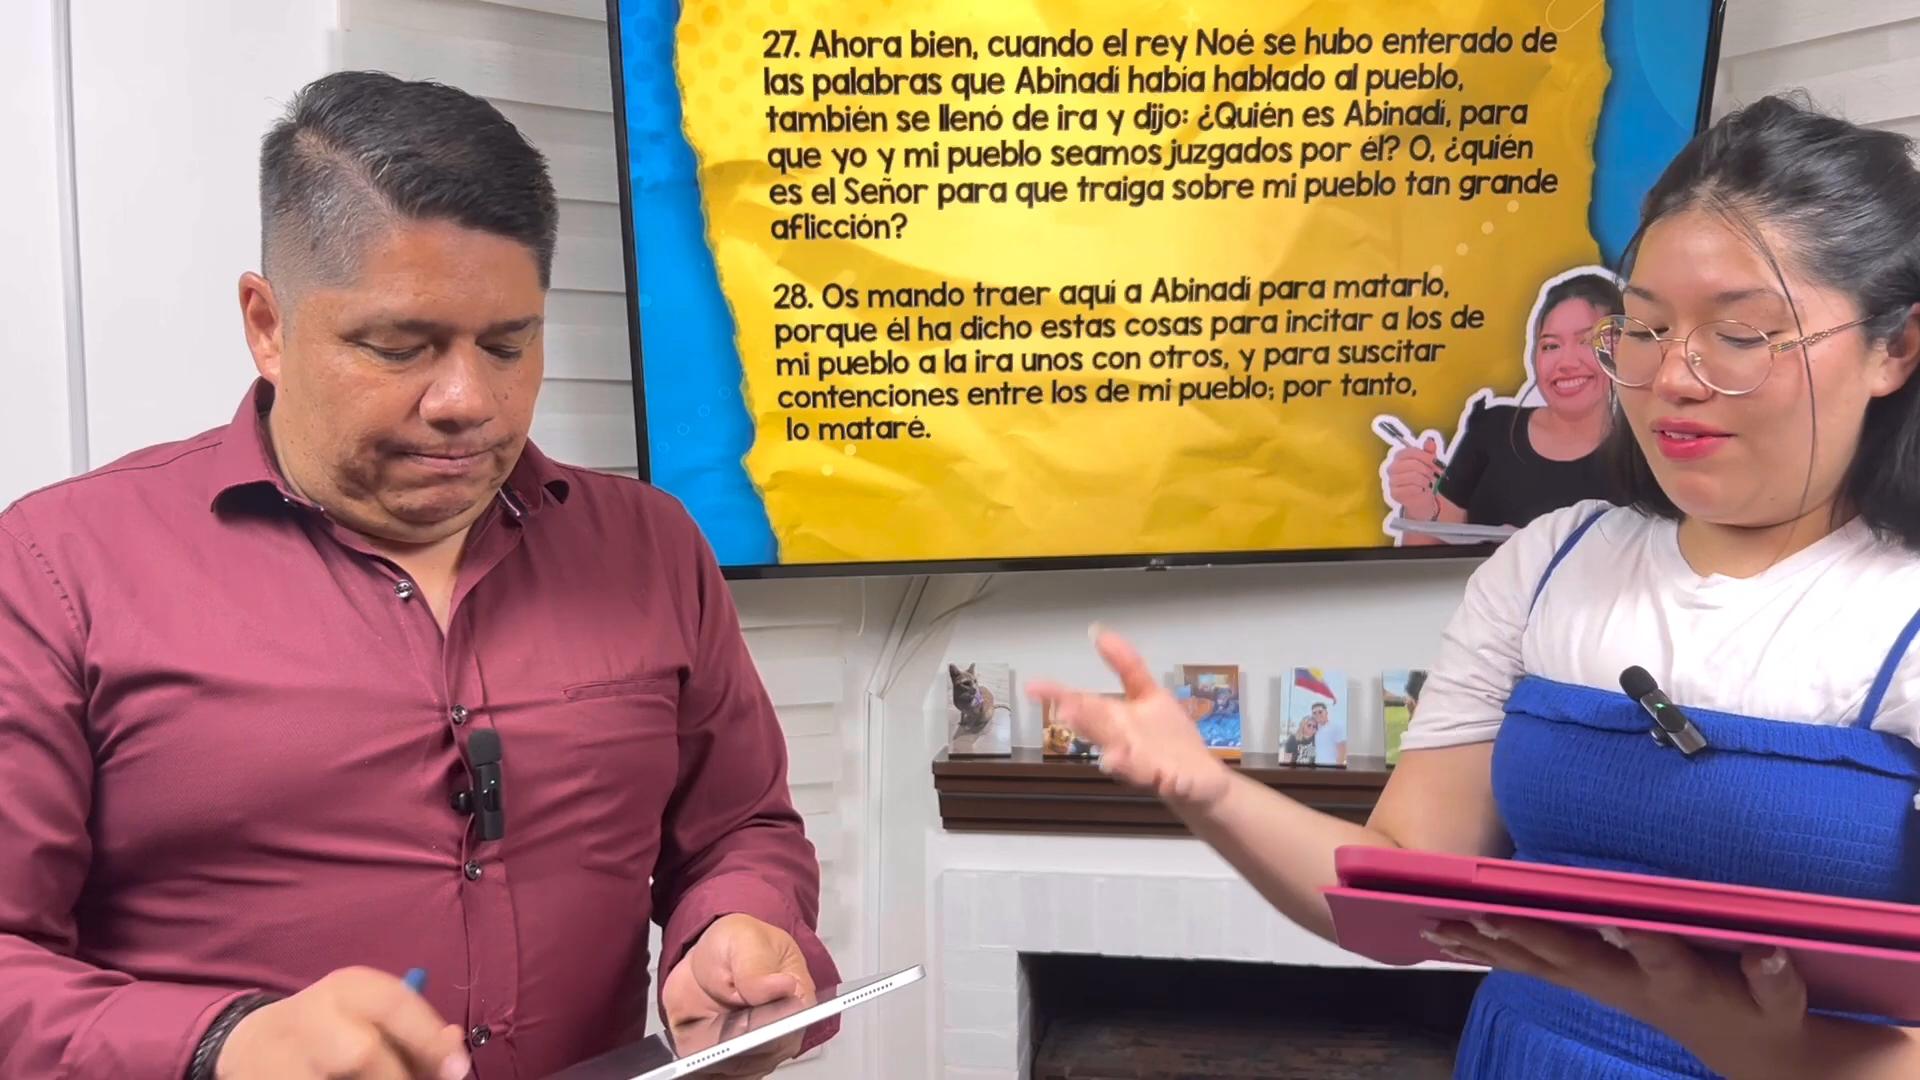 27. Ahora bien, cuando el rey Noé se hubo enterado de
las palabras que Abinadí había hablado al pueblo,
también se llenó de ira y dijo: ¿Quién es Abinadí, para
que yo y mi pueblo seamos juzgados por él? O, ¿quién
es el Señor para que traiga sobre mi pueblo tan grande
aflicción?
28. Os mando traer aquí a Abinadí para matarlo,
porque él ha dicho estas cosas para incitar a los de
mi pueblo a la ira unos con otros, y para suscitar
contenciones entre los de mi pueblo; por tanto,
lo mataré.